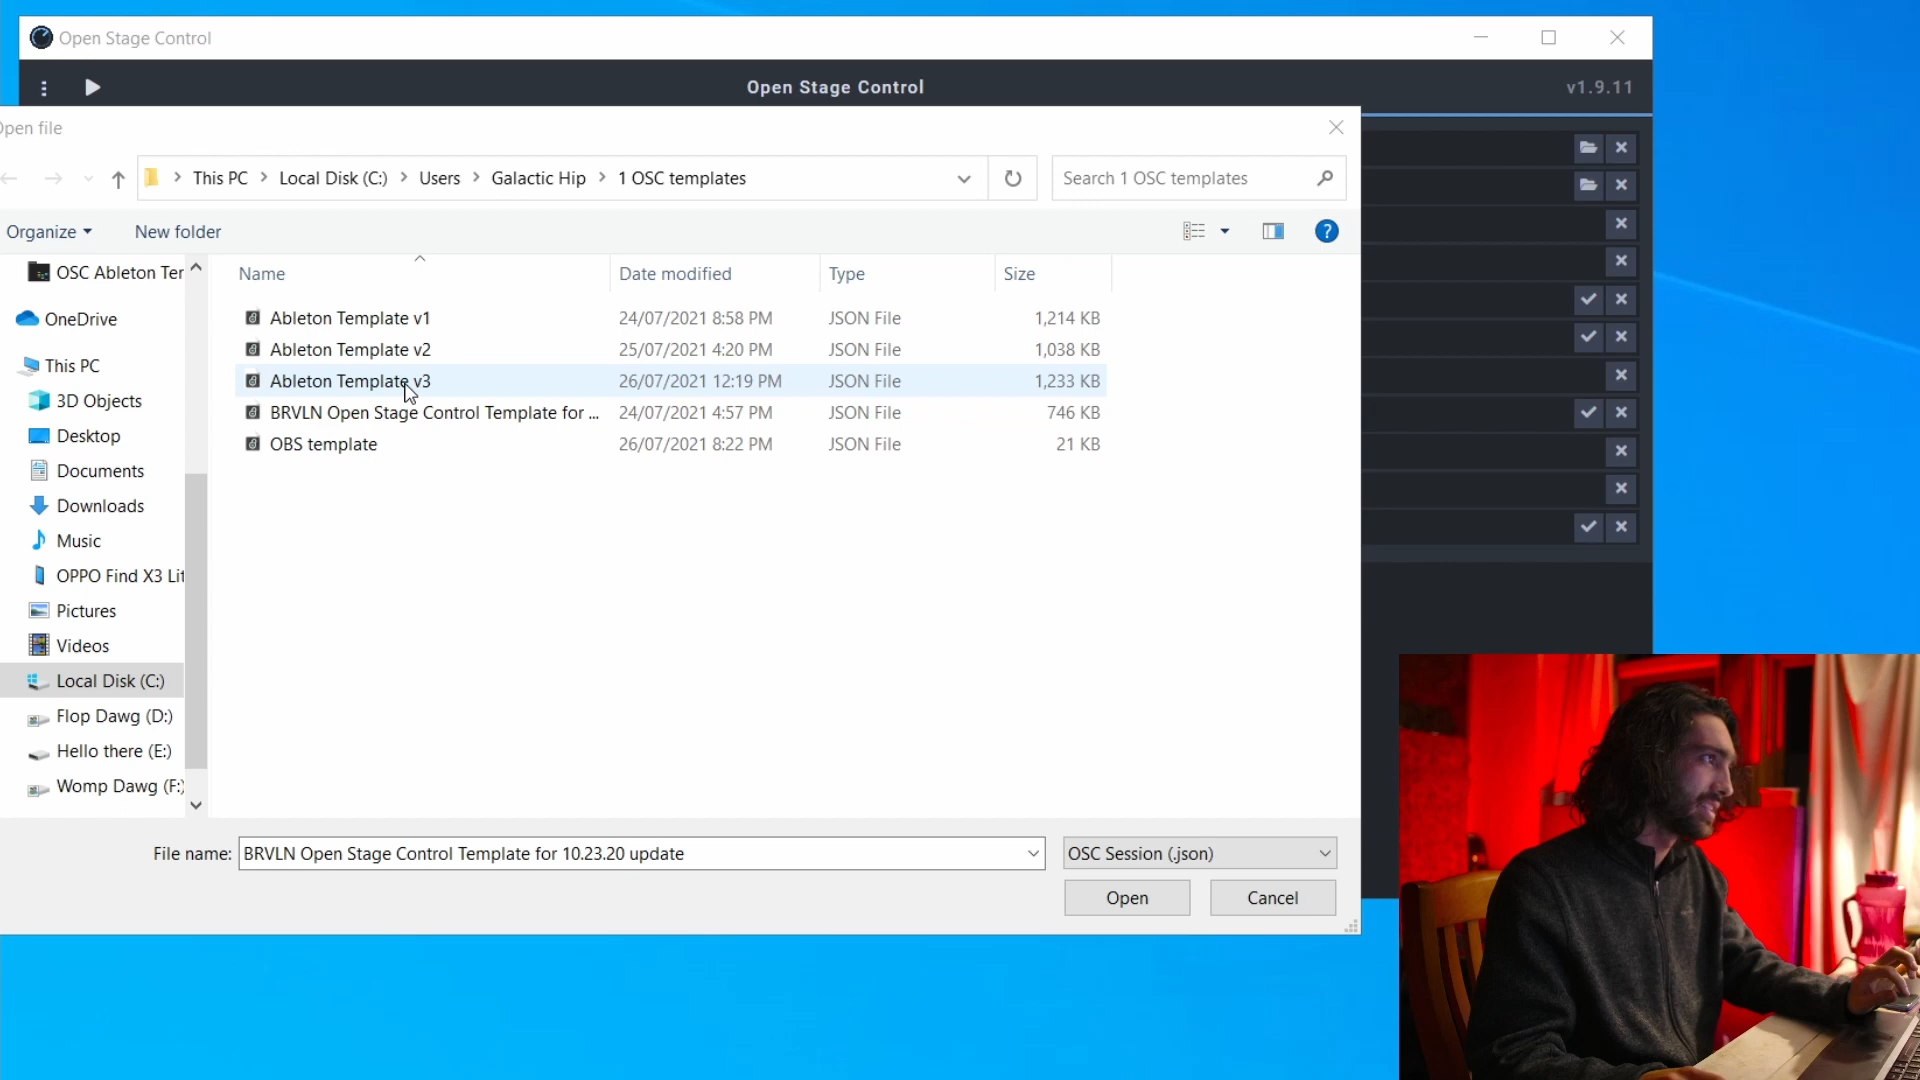 Open Stage Control
Open Stage Control
v1.9.11
Open file
This PC > Local Disk (C:) > Users > Galactic Hip > 1 OSC templates
Search 1 OSC templates
Organize
New folder
?
Name Date modified Type Size
OSC Ableton Ter
OneDrive
This PC
3D Objects
Desktop
Documents
Downloads
Music
OPPO Find X3 Lit
Pictures
Videos
Local Disk (C:)
Flop Dawg (D:)
Hello there (E:)
Womp Dawg (F:)
Ableton Template v1 24/07/2021 8:58 PM JSON File 1,214 KB
Ableton Template v2 25/07/2021 4:20 PM JSON File 1,038 KB
Ableton Template v3 26/07/2021 12:19 PM JSON File 1,233 KB
BRVLN Open Stage Control Template for ... 24/07/2021 4:57 PM JSON File 746 KB
OBS template 26/07/2021 8:22 PM JSON File 21 KB
File name: BRVLN Open Stage Control Template for 10.23.20 update
OSC Session (.json)
Open
Cancel